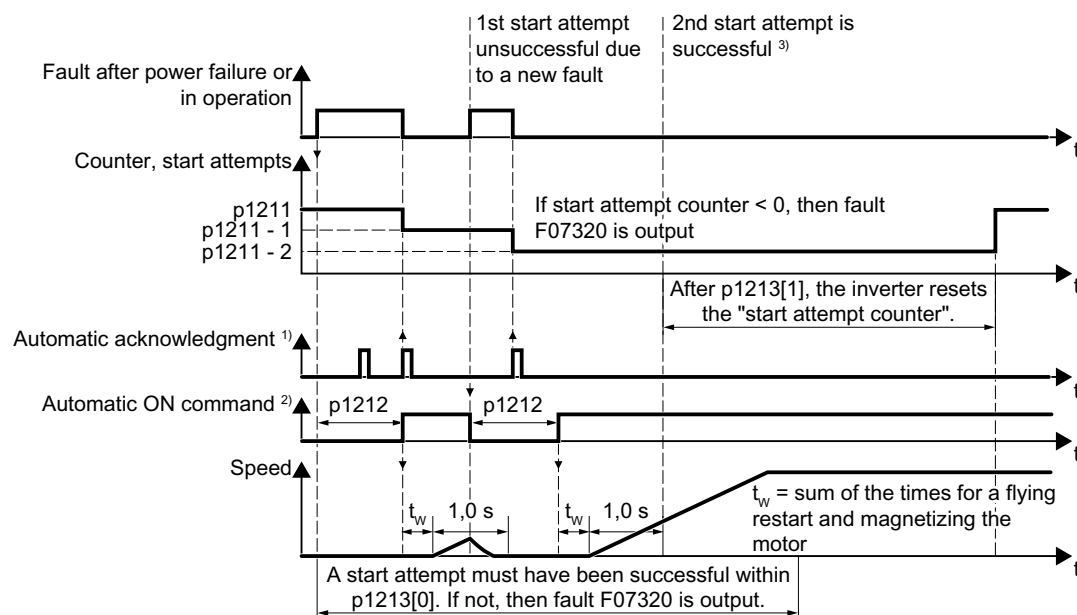 1st start attempt
unsuccessful due
to a new fault
2nd start attempt is
successful 3)
Fault after power failure or
in operation
t
Counter, start attempts
p1211
p1211 - 1
p1211 - 2
If start attempt counter < 0, then fault
F07320 is output
t
After p1213[1], the inverter resets
the "start attempt counter".
Automatic acknowledgment 1)
t
Automatic ON command 2)
p1212
p1212
t
Speed
tw
1,0 s
tw
1,0 s
tw = sum of the times for a flying
restart and magnetizing the
motor
t
A start attempt must have been successful within
p1213[0]. If not, then fault F07320 is output.